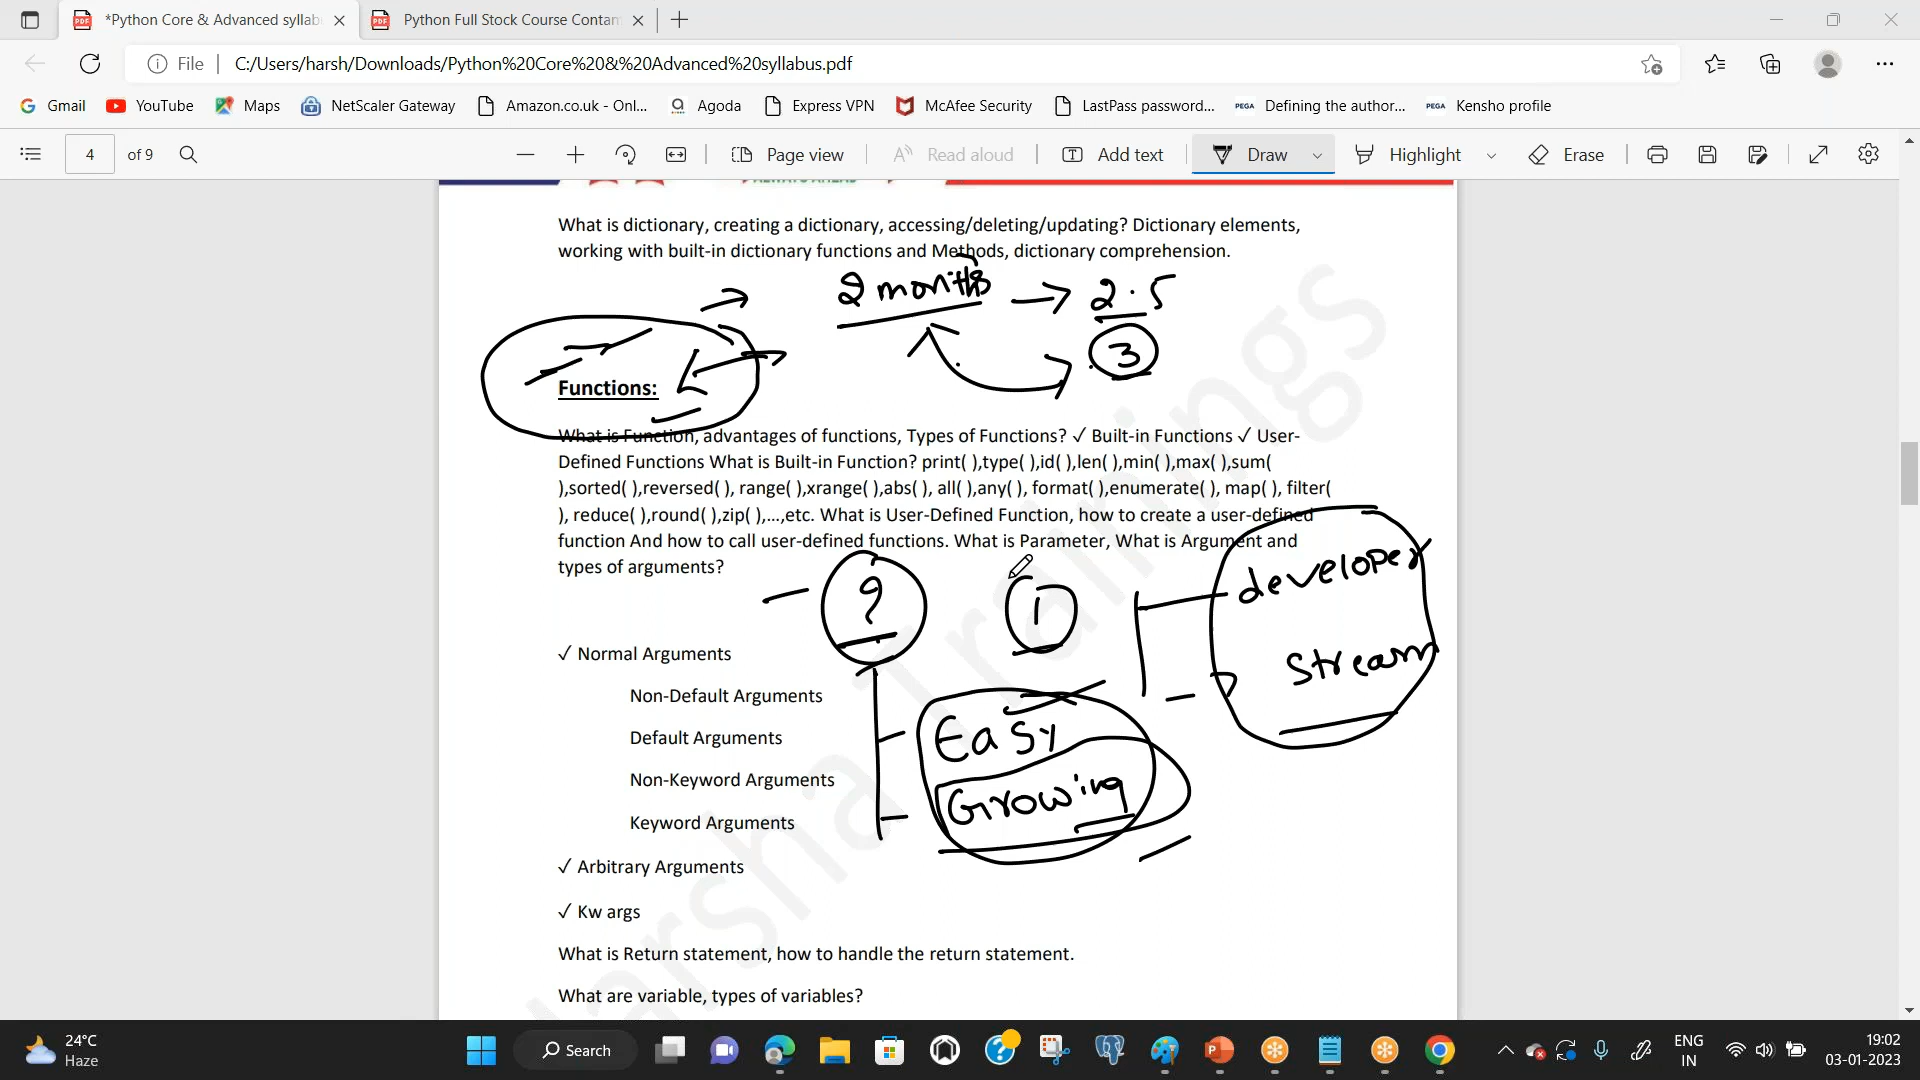 *Python Core & Advanced syllab
Python Full Stock Course Contam
File
C:/Users/harsh/Downloads/Python%20Core%20&%20Advanced%20syllabus.pdf
Gmail YouTube Maps NetScaler Gateway Amazon.co.uk - Onl... Agoda Express VPN McAfee Security LastPass password... Defining the author... Kensho profile
4 of 9 Page view Read aloud Add text Draw Highlight Erase
What is dictionary, creating a dictionary, accessing/deleting/updating? Dictionary elements,
working with built-in dictionary functions and Methods, dictionary comprehension.
2 months 2.5
3
Functions:
What is Function, advantages of functions, Types of Functions? ✓ Built-in Functions ✓ User-
Defined Functions What is Built-in Function? print( ),type( ),id( ),len( ),min( ),max( ),sum(
),sorted( ),reversed( ), range( ),xrange( ),abs( ), all( ),any( ), format( ),enumerate( ), map( ), filter(
), reduce( ),round( ),zip( ),...,etc. What is User-Defined Function, how to create a user-defined
function And how to call user-defined functions. What is Parameter, What is Argument and
types of arguments?
developer
?
stream
✓ Normal Arguments
Non-Default Arguments
Default Arguments
Easy
Non-Keyword Arguments
Growing
Keyword Arguments
✓ Arbitrary Arguments
✓ Kw args
What is Return statement, how to handle the return statement.
What are variable, types of variables?
Harsha Trainings
24°C
Haze
Search
ENG
IN
19:02
03-01-2023